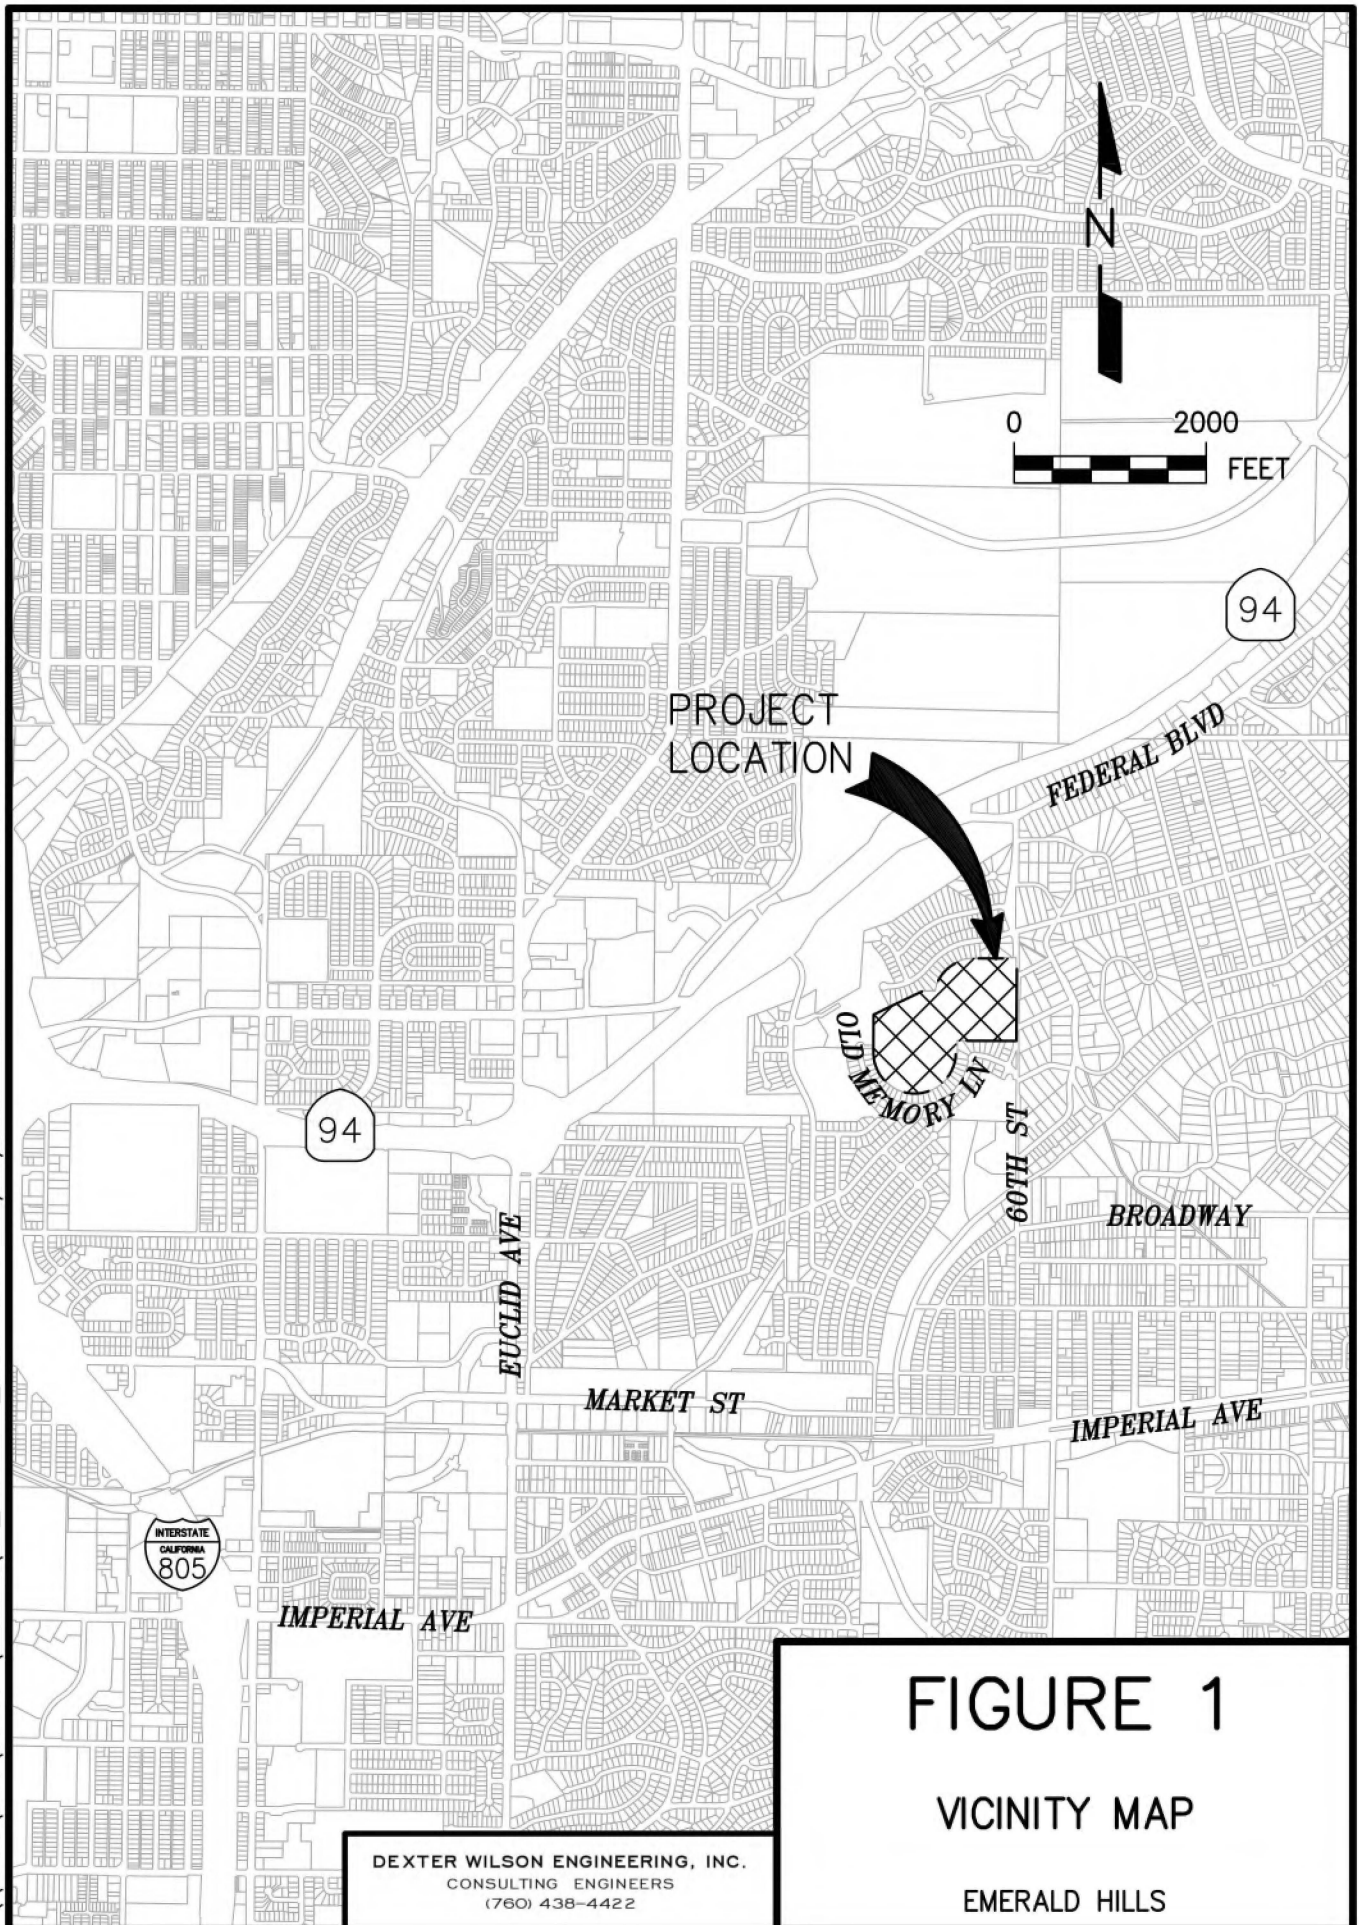 N
0 2000
FEET
94
PROJECT
LOCATION
FEDERAL BLVD
OLD MEMORY LN
94
60TH ST
BROADWAY
EUCLID AVE
MARKET ST
IMPERIAL AVE
INTERSTATE
CALIFORNIA
805
IMPERIAL AVE
FIGURE 1
VICINITY MAP
EMERALD HILLS
DEXTER WILSON ENGINEERING, INC.
CONSULTING ENGINEERS
(760) 438-4422